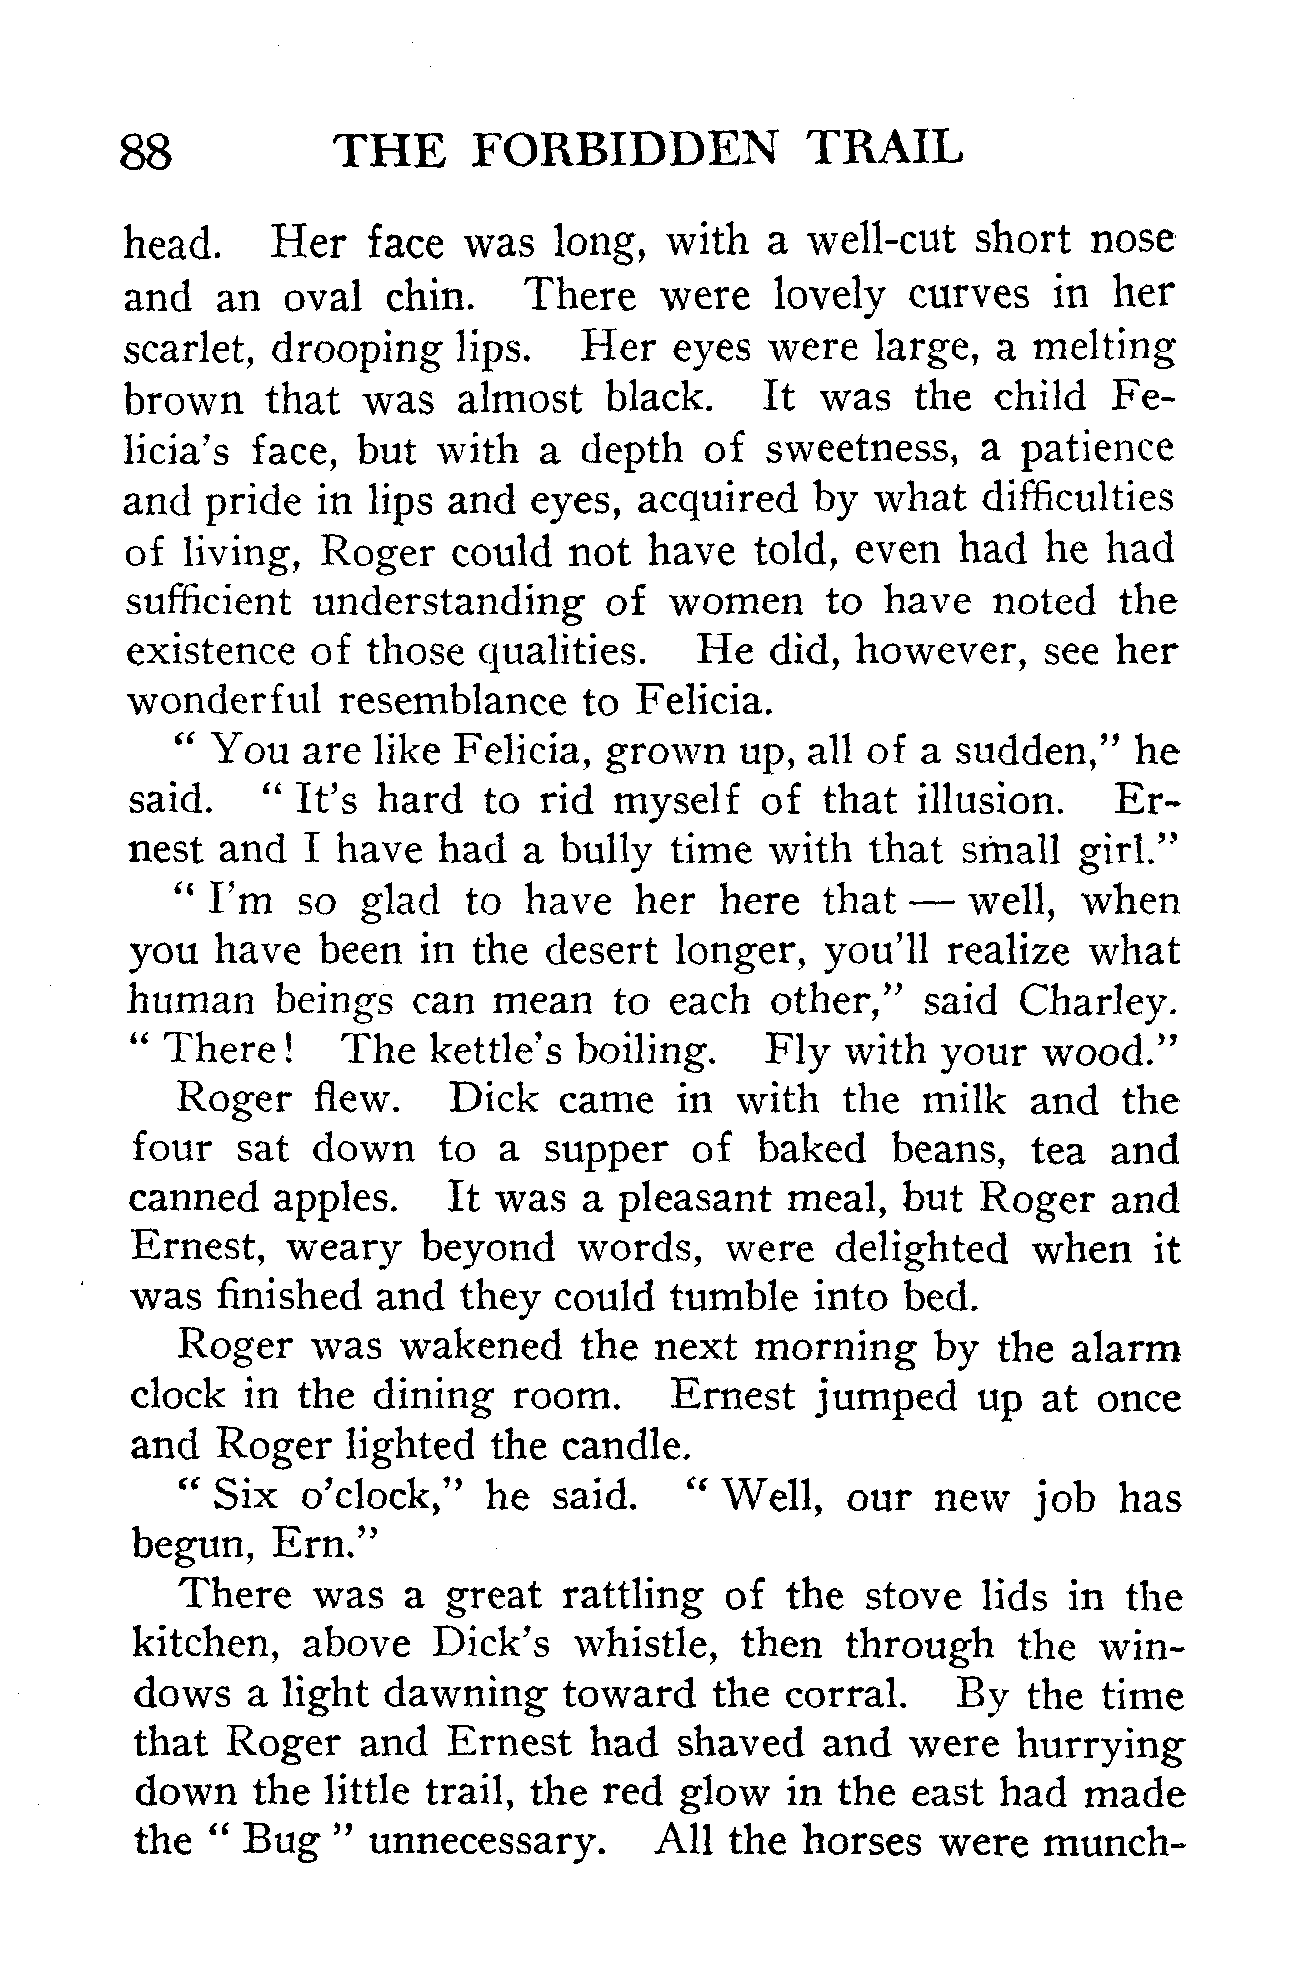 88 THE FORBIDDEN TRAIL
head. Her face was long, with a well-cut short nose
and an oval chin. There were lovely curves in her
scarlet, drooping lips. Her eyes were large, a melting
brown that was almost black. It was the child Fe-
licia's face, but with a depth of sweetness, a patience
and pride in lips and eyes, acquired by what difficulties
of living, Roger could not have told, even had he had
sufficient understanding of women to have noted the
existence of those qualities. He did, however, see her
wonderful resemblance to Felicia.
" You are like Felicia, grown up, all of a sudden," he
said. " It's hard to rid myself of that illusion. Er-
nest and I have had a bully time with that small girl."
" I'm so glad to have her here that — well, when
you have been in the desert longer, you'll realize what
human beings can mean to each other," said Charley.
" There! The kettle's boiling. Fly with your wood."
Roger flew. Dick came in with the milk and the
four sat down to a supper of baked beans, tea and
canned apples. It was a pleasant meal, but Roger and
Ernest, weary beyond words, were delighted when it
was finished and they could tumble into bed.
Roger was wakened the next morning by the alarm
clock in the dining room. Ernest jumped up at once
and Roger lighted the candle.
" Six o'clock," he said. " Well, our new job has
begun, Ern."
There was a great rattling of the stove lids in the
kitchen, above Dick's whistle, then through the win-
dows a light dawning toward the corral. By the time
that Roger and Ernest had shaved and were hurrying
down the little trail, the red glow in the east had made
the " Bug " unnecessary. All the horses were munch-